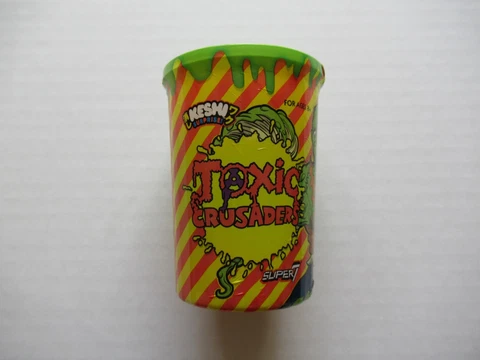 KESHI
SURPRISE!
FOR AGES
TOXIC
CRUSADERS
SUPER7